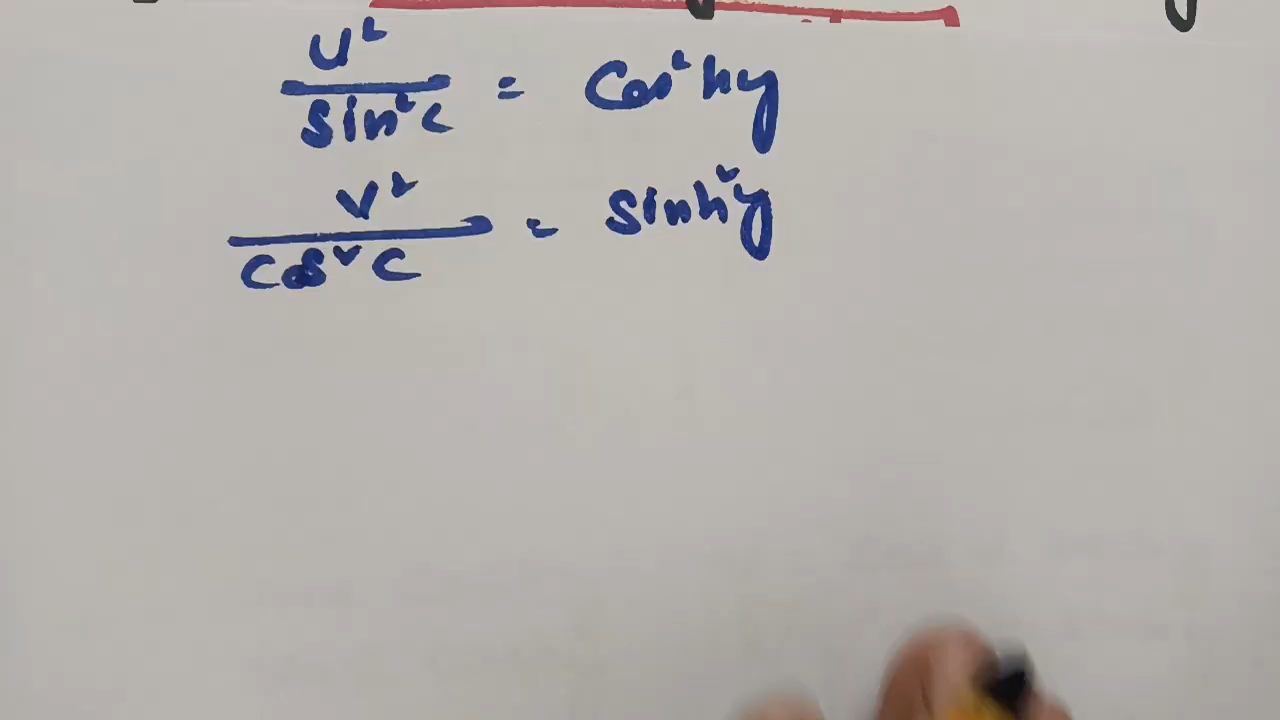 u²/sin²c = cos²hy
v²/cos²c = sinh²y